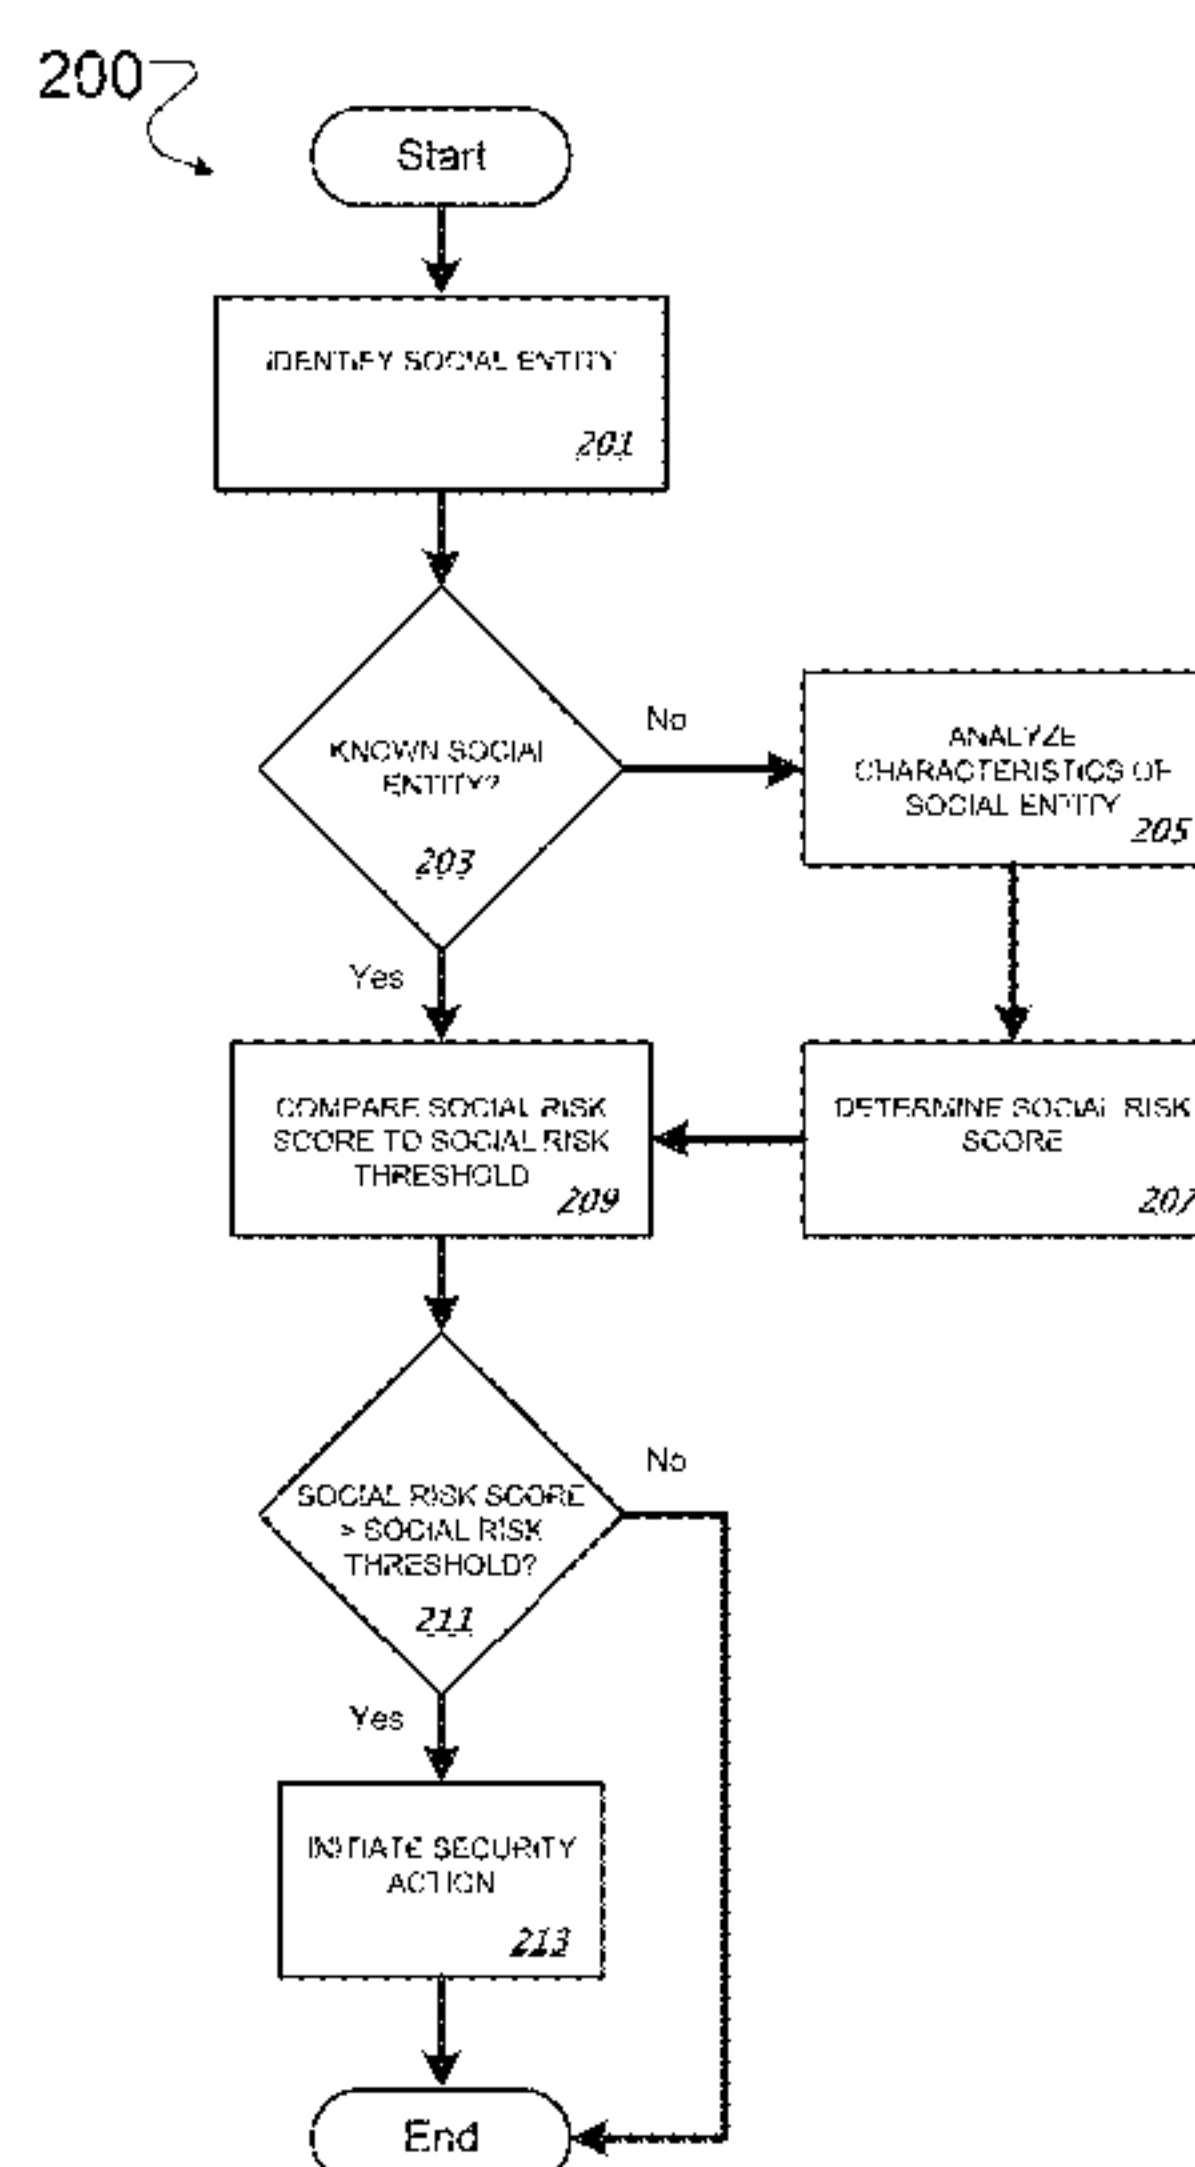 200
Start
IDENTIFY SOCIAL ENTITY
201
KNOWN SOCIAL
ENTITY?
203
No
ANALYZE
CHARACTERISTICS OF
SOCIAL ENTITY
205
Yes
COMPARE SOCIAL RISK
SCORE TO SOCIAL RISK
THRESHOLD
209
DETERMINE SOCIAL RISK
SCORE
207
SOCIAL RISK SCORE
> SOCIAL RISK
THRESHOLD?
211
No
Yes
INITIATE SECURITY
ACTION
213
End